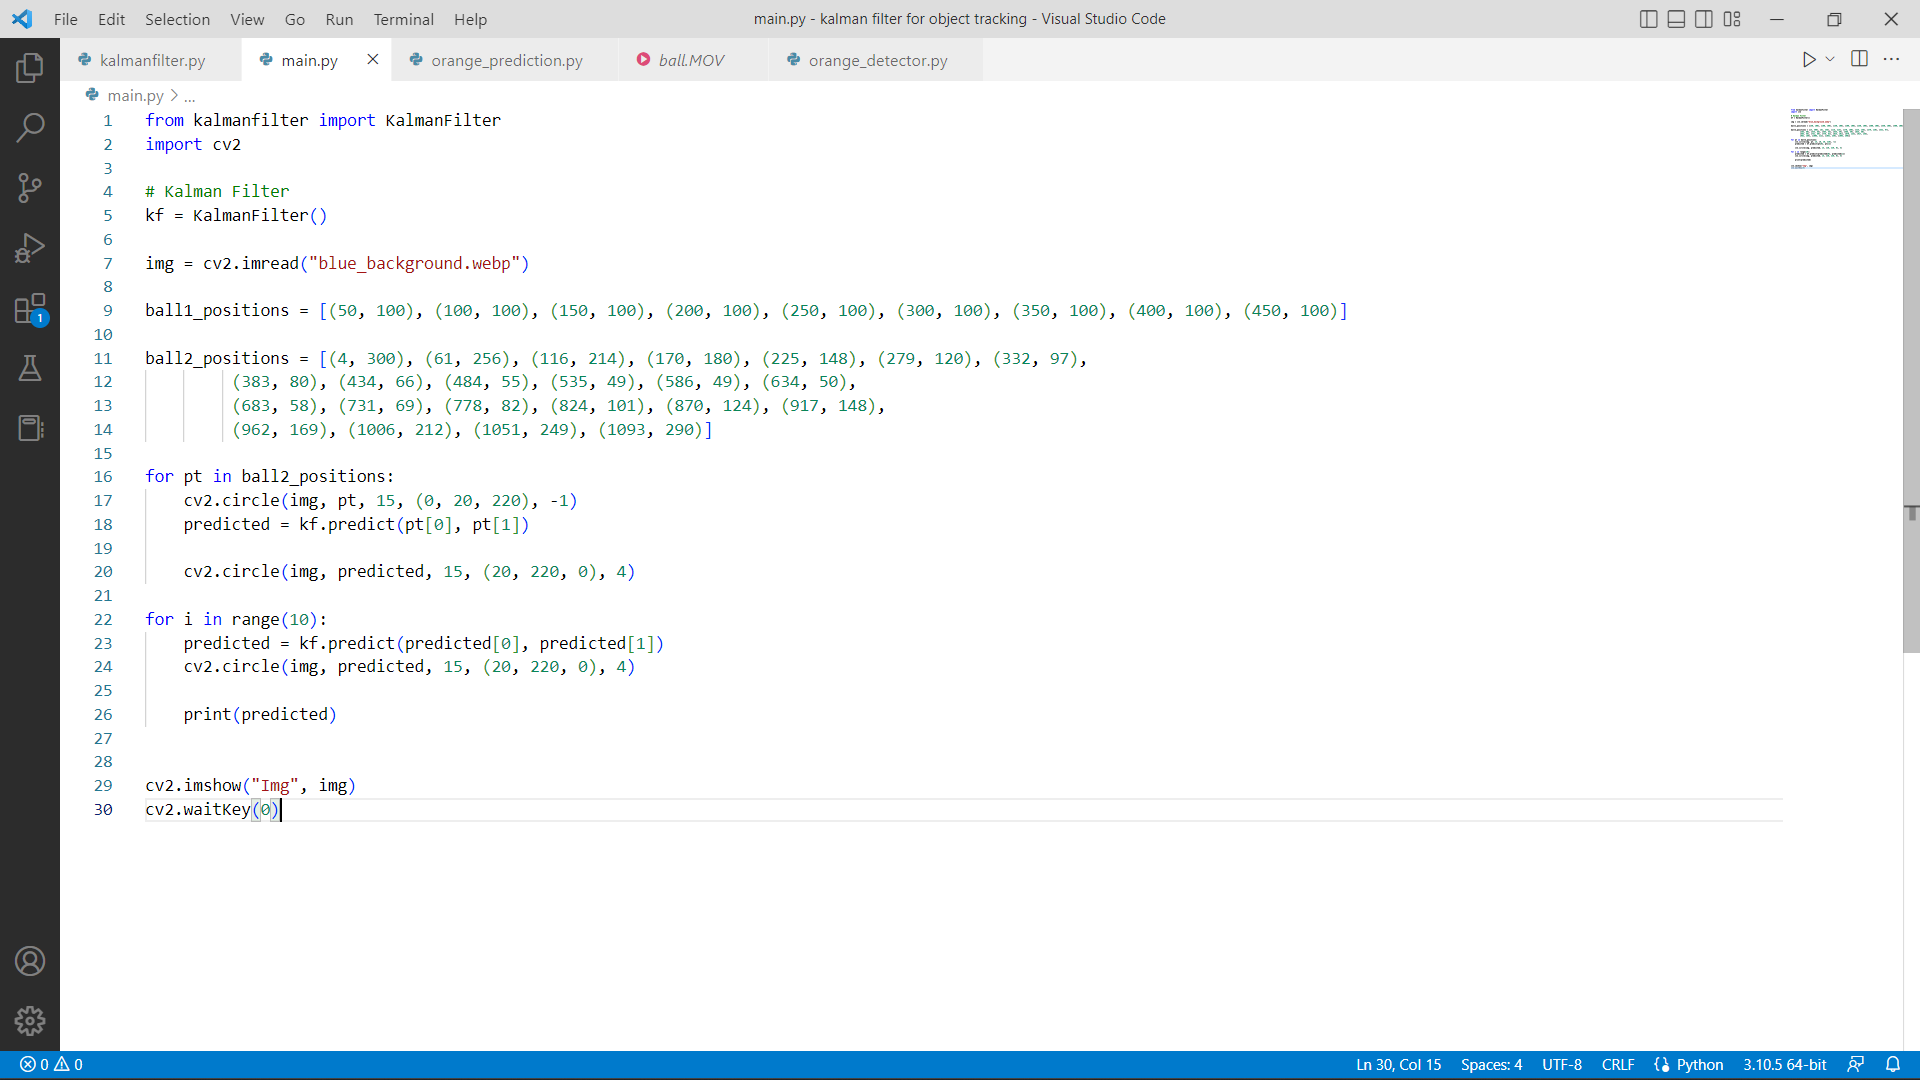 File Edit Selection View Go Run Terminal Help main.py - kalman filter for object tracking - Visual Studio Code
kalmanfilter.py main.py orange_prediction.py ball.MOV orange_detector.py
main.py > ...
1 from kalmanfilter import KalmanFilter
2 import cv2
3
4 # Kalman Filter
5 kf = KalmanFilter()
6
7 img = cv2.imread("blue_background.webp")
8
9 ball1_positions = [(50, 100), (100, 100), (150, 100), (200, 100), (250, 100), (300, 100), (350, 100), (400, 100), (450, 100)]
10
11 ball2_positions = [(4, 300), (61, 256), (116, 214), (170, 180), (225, 148), (279, 120), (332, 97),
12 (383, 80), (434, 66), (484, 55), (535, 49), (586, 49), (634, 50),
13 (683, 58), (731, 69), (778, 82), (824, 101), (870, 124), (917, 148),
14 (962, 169), (1006, 212), (1051, 249), (1093, 290)]
15
16 for pt in ball2_positions:
17 cv2.circle(img, pt, 15, (0, 20, 220), -1)
18 predicted = kf.predict(pt[0], pt[1])
19
20 cv2.circle(img, predicted, 15, (20, 220, 0), 4)
21
22 for i in range(10):
23 predicted = kf.predict(predicted[0], predicted[1])
24 cv2.circle(img, predicted, 15, (20, 220, 0), 4)
25
26 print(predicted)
27
28
29 cv2.imshow("Img", img)
30 cv2.waitKey(0)
1
0 0 Ln 30, Col 15 Spaces: 4 UTF-8 CRLF Python 3.10.5 64-bit